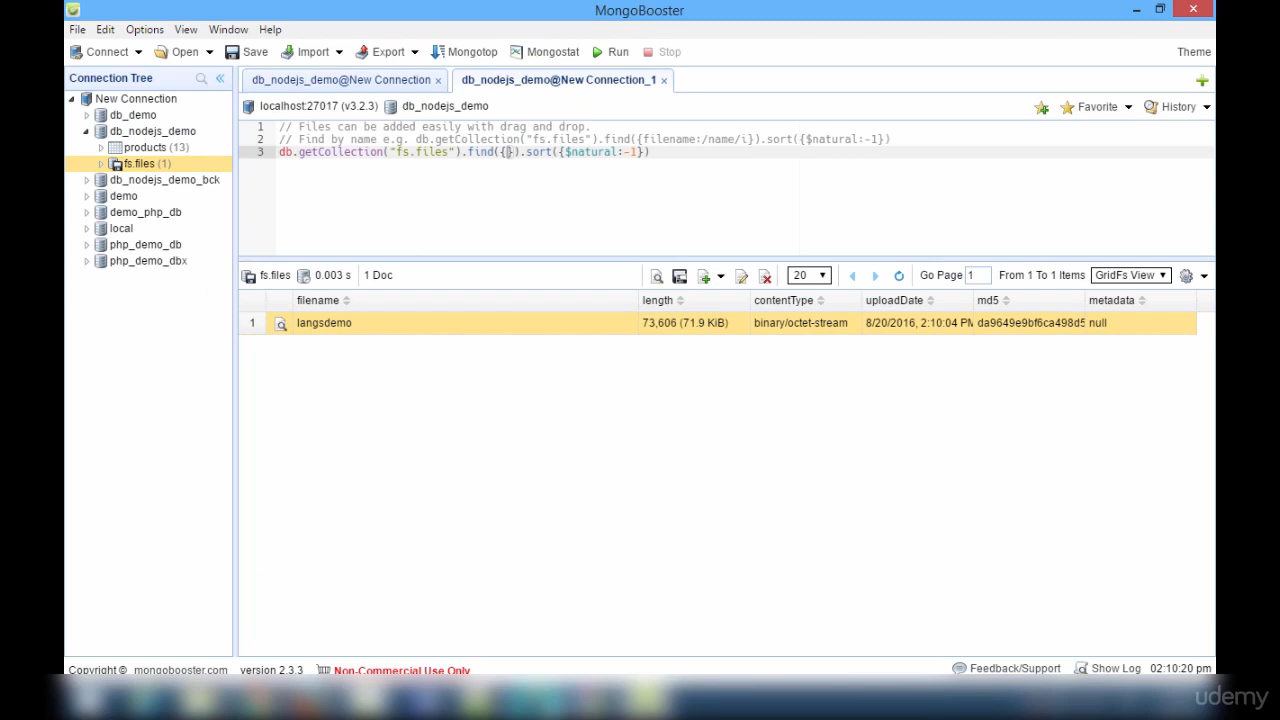 MongoBooster
File Edit Options View Window Help
Connect Open Save Import Export Mongotop Mongostat Run Stop Theme
Connection Tree
db_nodejs_demo@New Connection × db_nodejs_demo@New Connection_1 ×
New Connection
db_demo
db_nodejs_demo
products (13)
fs.files (1)
db_nodejs_demo_bck
demo
demo_php_db
local
php_demo_db
php_demo_dbx
localhost:27017 (v3.2.3) db_nodejs_demo Favorite History
1 // Files can be added easily with drag and drop.
2 // Find by name e.g. db.getCollection("fs.files").find({filename:/name/i}).sort({$natural:-1})
3 db.getCollection("fs.files").find({}).sort({$natural:-1})
fs.files 0.003 s 1 Doc 20 Go Page 1 From 1 To 1 Items GridFs View
filename length contentType uploadDate md5 metadata
1 langsdemo 73,606 (71.9 KiB) binary/octet-stream 8/20/2016, 2:10:04 PM da9649e9bf6ca498d5 null
Copyright © mongobooster.com version 2.3.3 Non-Commercial Use Only Feedback/Support Show Log 02:10:20 pm
udemy